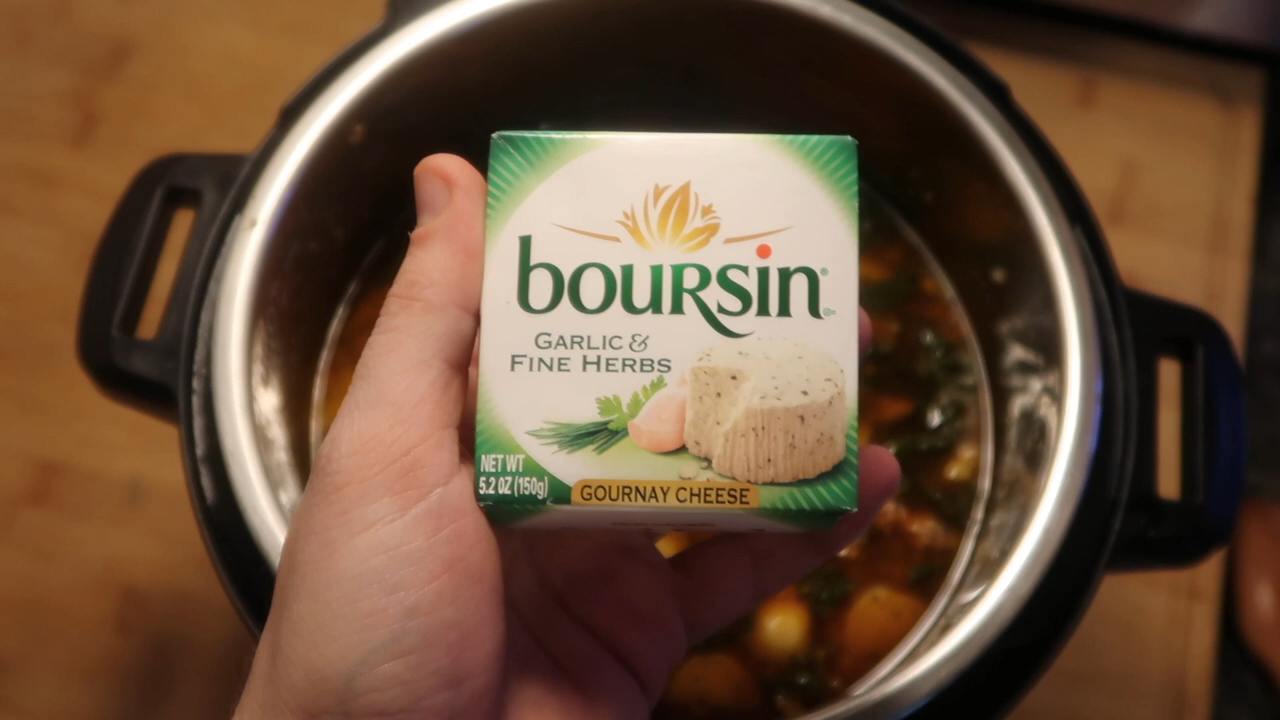 boursin®
GARLIC &
FINE HERBS
NET WT
5.2 OZ (150g)
GOURNAY CHEESE